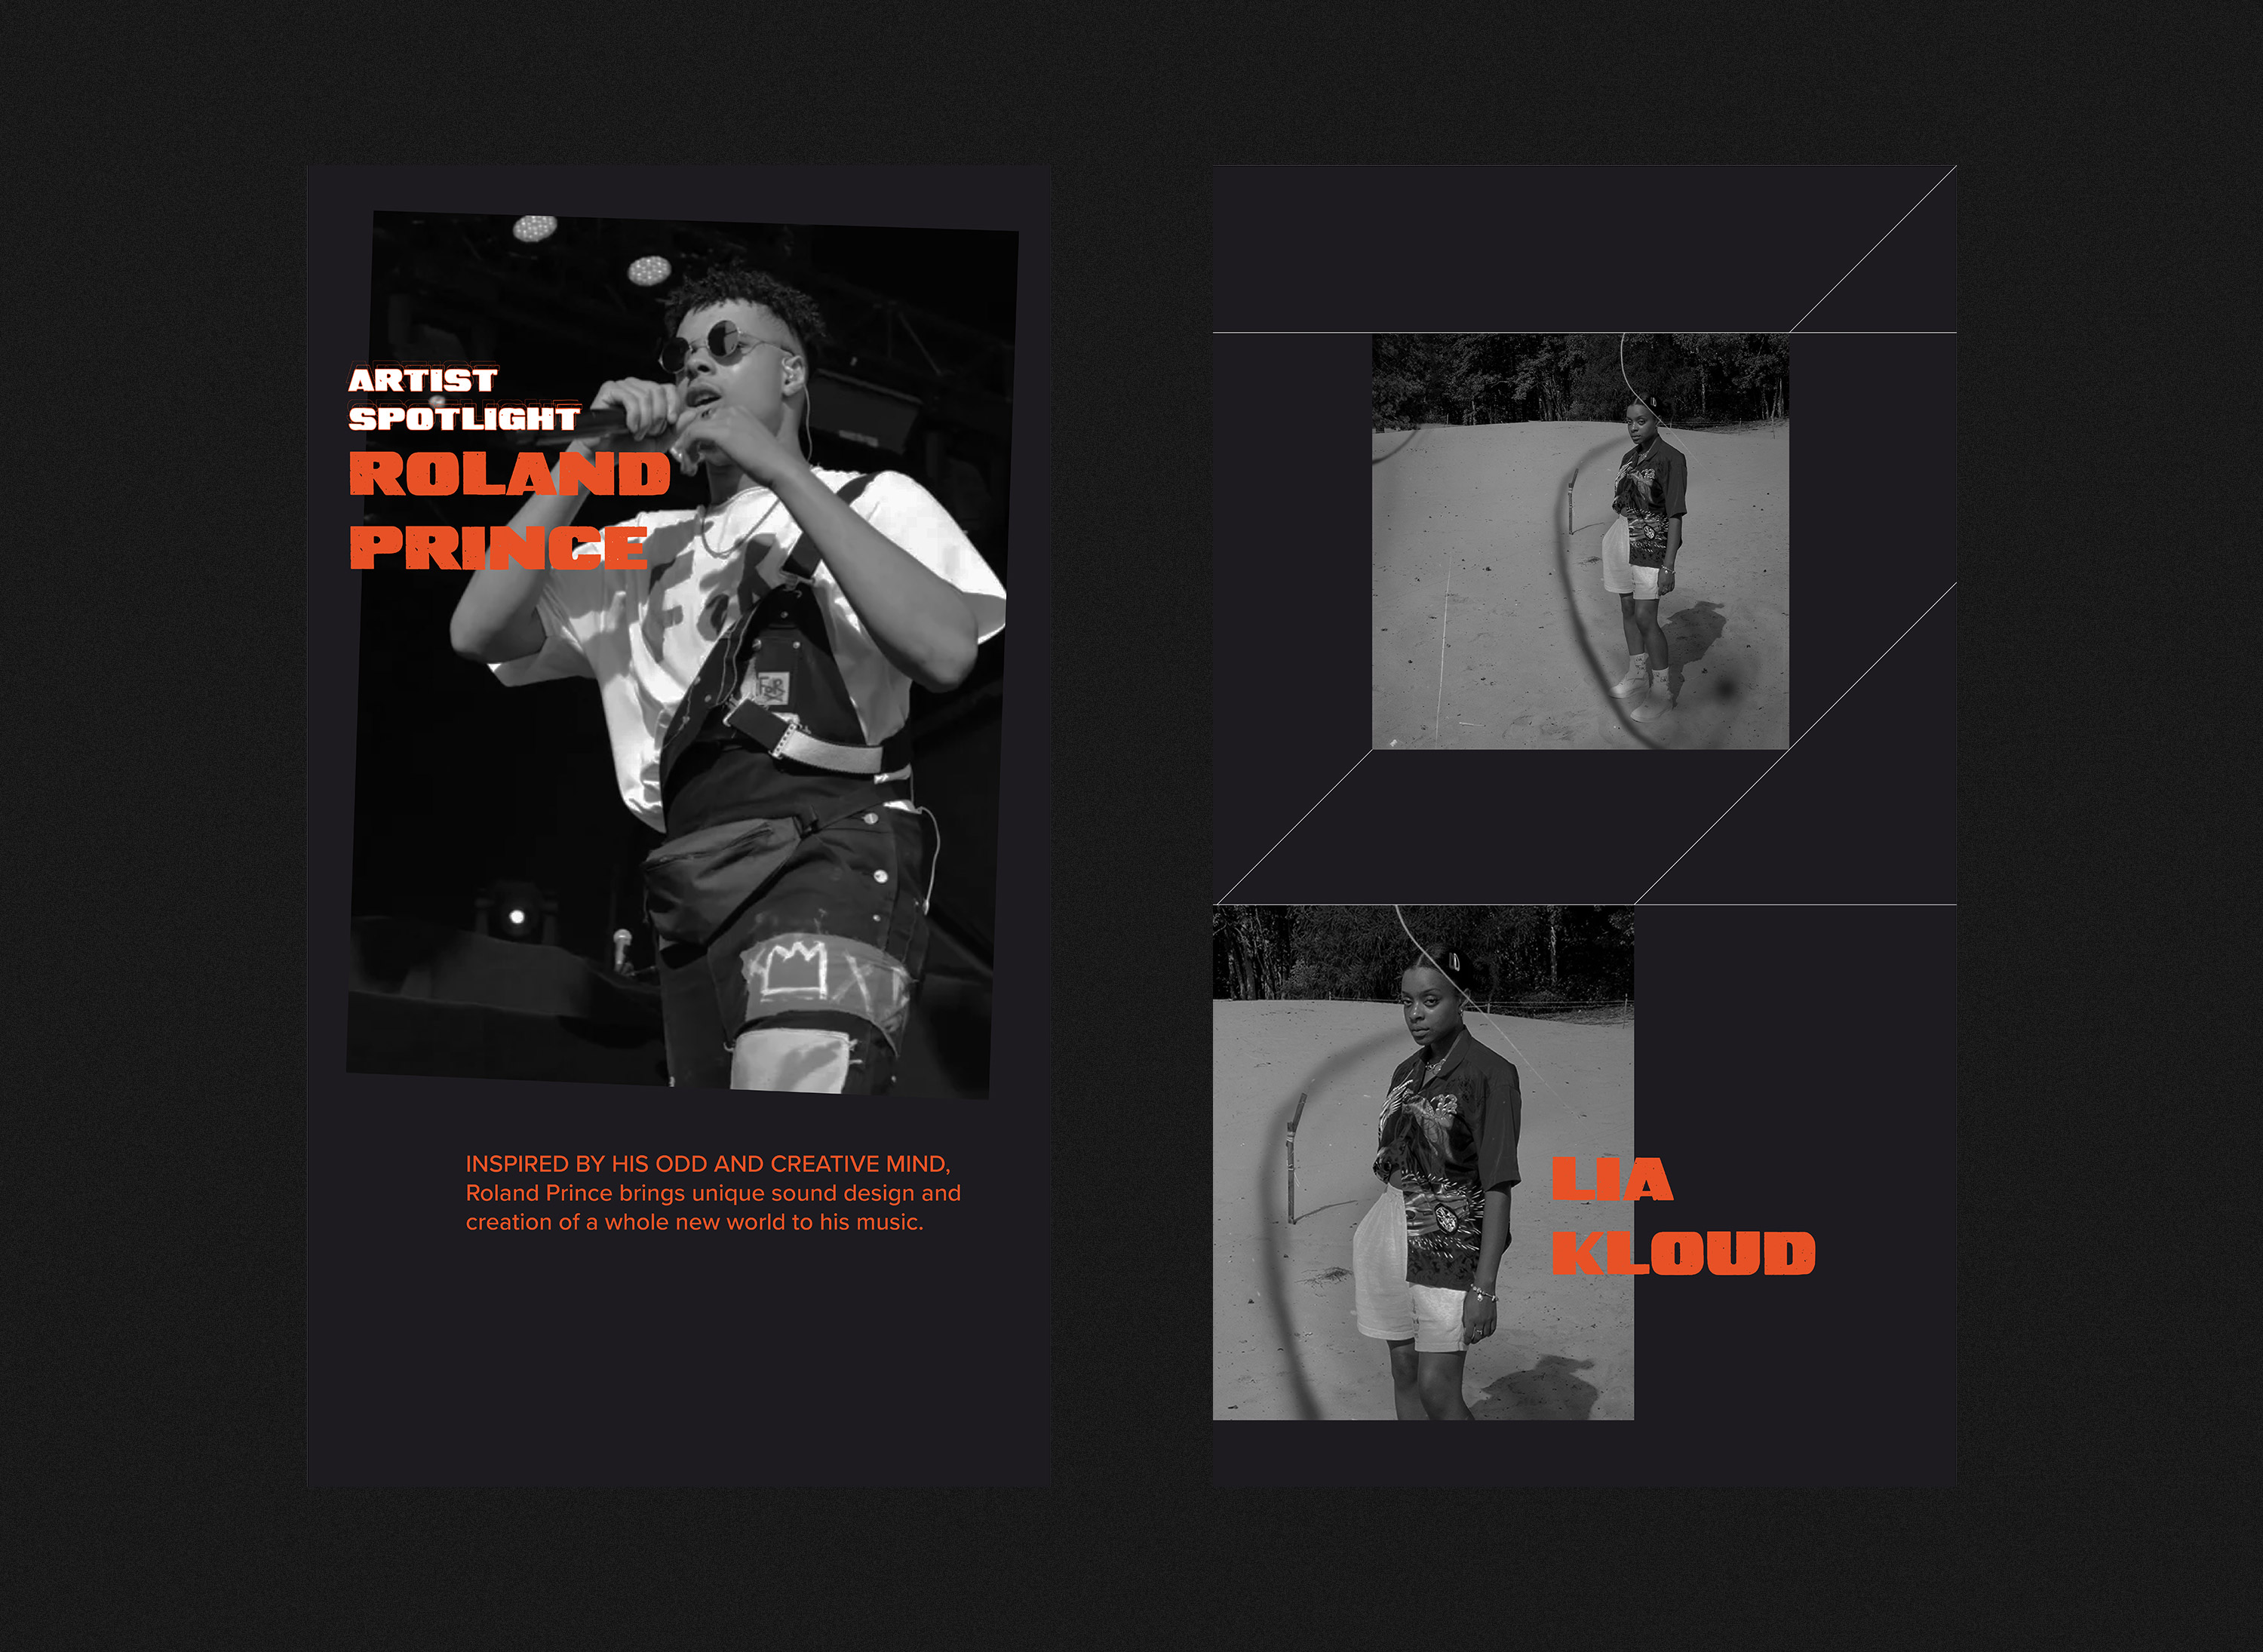 ARTIST
SPOTLIGHT
ROLAND
PRINCE
INSPIRED BY HIS ODD AND CREATIVE MIND,
Roland Prince brings unique sound design and
creation of a whole new world to his music.
LIA
KLOUD